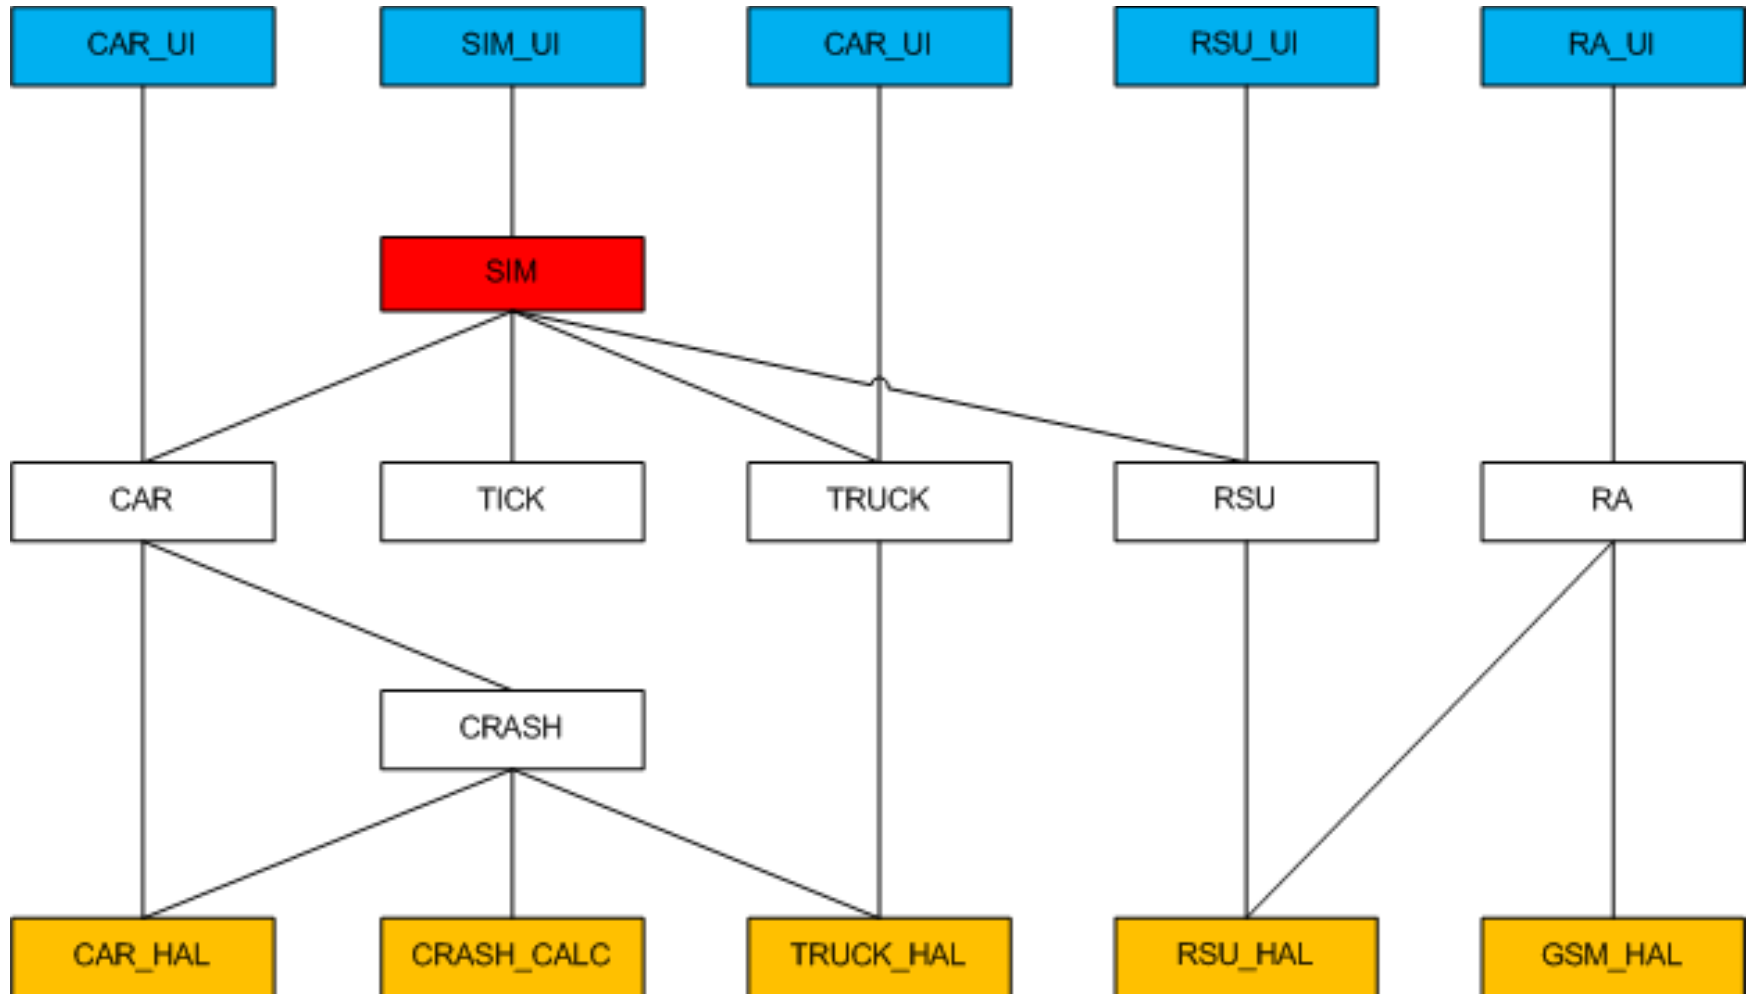 CAR_UI
SIM_UI
CAR_UI
RSU_UI
RA_UI
SIM
CAR
TICK
TRUCK
RSU
RA
CRASH
CAR_HAL
CRASH_CALC
TRUCK_HAL
RSU_HAL
GSM_HAL